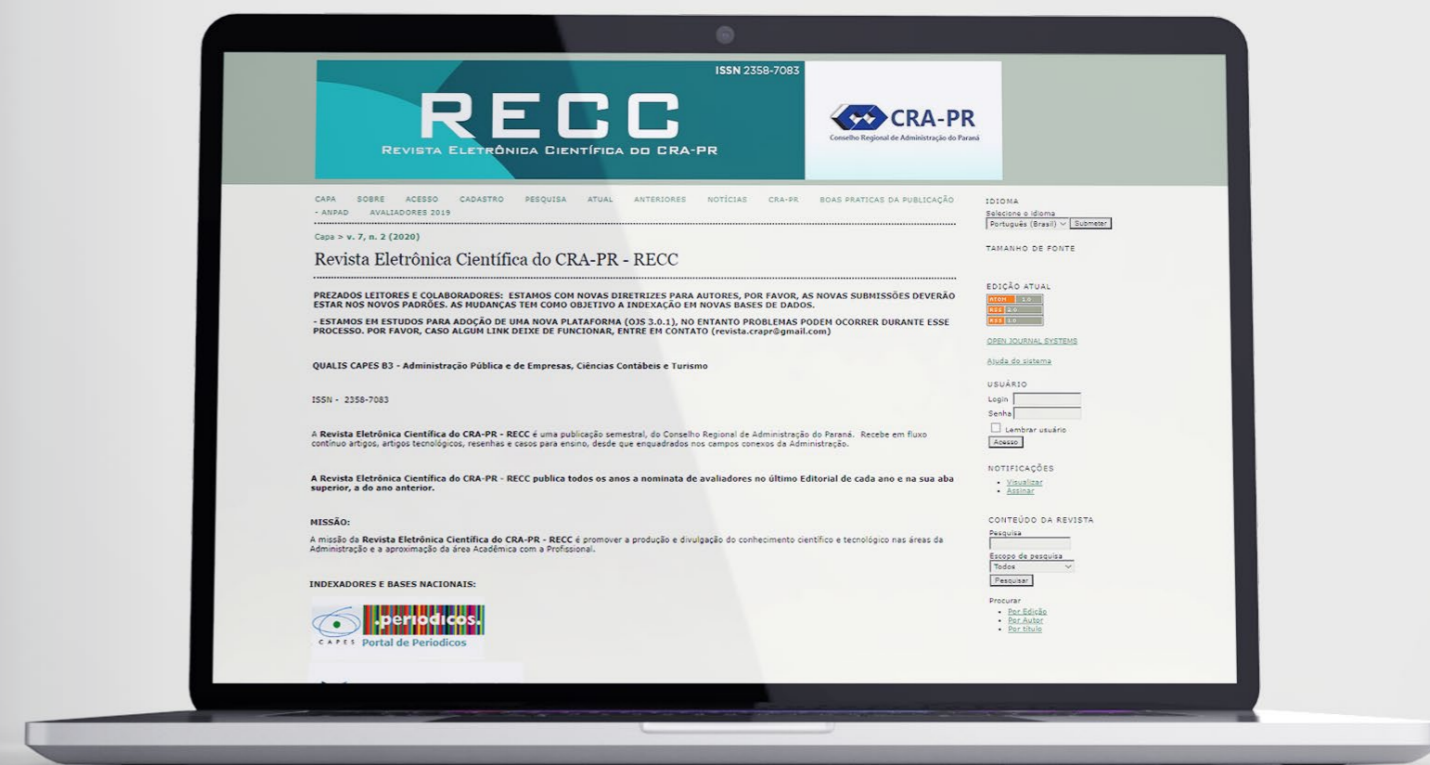 ISSN 2358-7083
RECC
REVISTA ELETRÔNICA CIENTÍFICA DO CRA-PR
CRA-PR
Conselho Regional de Administração do Paraná
CAPA SOBRE ACESSO CADASTRO PESQUISA ATUAL ANTERIORES NOTÍCIAS CRA-PR BOAS PRATICAS DA PUBLICAÇÃO
- ANPAD AVALIADORES 2019
Capa > v. 7, n. 2 (2020)
Revista Eletrônica Científica do CRA-PR - RECC
PREZADOS LEITORES E COLABORADORES: ESTAMOS COM NOVAS DIRETRIZES PARA AUTORES, POR FAVOR, AS NOVAS SUBMISSÕES DEVERÃO
ESTAR NOS NOVOS PADRÕES. AS MUDANÇAS TEM COMO OBJETIVO A INDEXAÇÃO EM NOVAS BASES DE DADOS.
- ESTAMOS EM ESTUDOS PARA ADOÇÃO DE UMA NOVA PLATAFORMA (OJS 3.0.1), NO ENTANTO PROBLEMAS PODEM OCORRER DURANTE ESSE
PROCESSO. POR FAVOR, CASO ALGUM LINK DEIXE DE FUNCIONAR, ENTRE EM CONTATO (revista.crapr@gmail.com)
QUALIS CAPES B3 - Administração Pública e de Empresas, Ciências Contábeis e Turismo
ISSN - 2358-7083
A Revista Eletrônica Científica do CRA-PR - RECC é uma publicação semestral, do Conselho Regional de Administração do Paraná. Recebe em fluxo
contínuo artigos, artigos tecnológicos, resenhas e casos para ensino, desde que enquadrados nos campos conexos da Administração.
A Revista Eletrônica Científica do CRA-PR - RECC publica todos os anos a nominata de avaliadores no último Editorial de cada ano e na sua aba
superior, a do ano anterior.
MISSÃO:
A missão da Revista Eletrônica Científica do CRA-PR - RECC é promover a produção e divulgação do conhecimento científico e tecnológico nas áreas da
Administração e a aproximação da área Acadêmica com a Profissional.
INDEXADORES E BASES NACIONAIS:
CAPES
.periodicos.
Portal de Periodicos
IDIOMA
Selecione o idioma
Português (Brasil) Submeter
TAMANHO DE FONTE
EDIÇÃO ATUAL
ATOM 1.0
RSS 2.0
RSS 1.0
OPEN JOURNAL SYSTEMS
Ajuda do sistema
USUÁRIO
Login
Senha
Lembrar usuário
Acesso
NOTIFICAÇÕES
Visualizar
Assinar
CONTEÚDO DA REVISTA
Pesquisa
Escopo de pesquisa
Todos
Pesquisar
Procurar
Por Edição
Por Autor
Por título